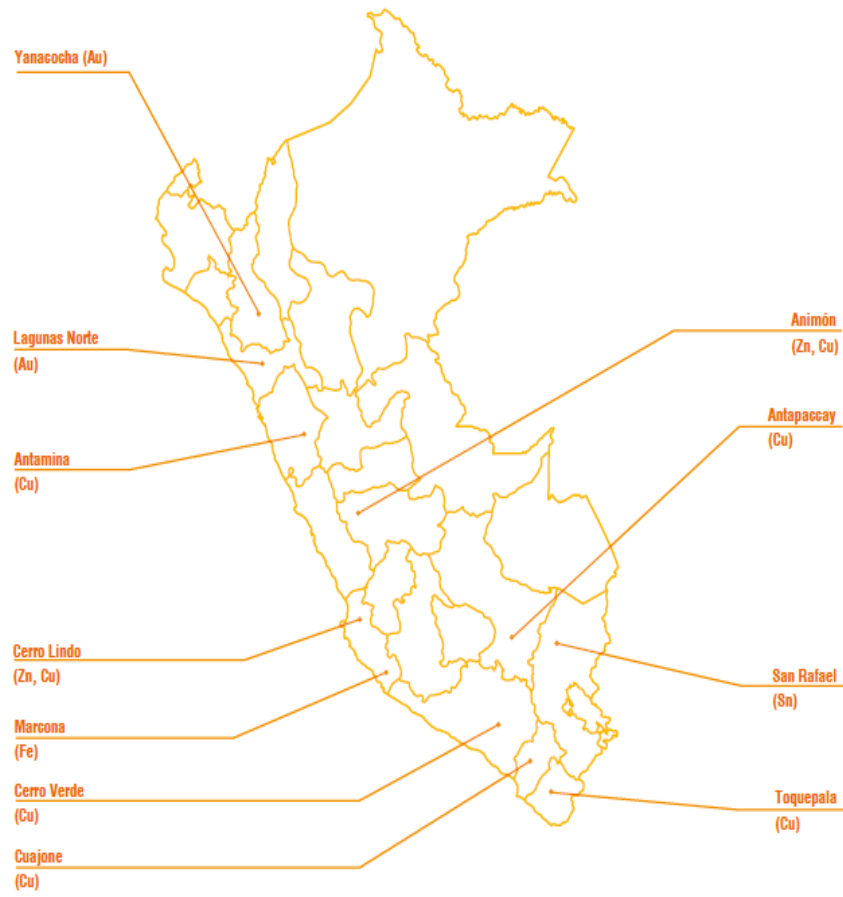 Yanacocha (Au)
Lagunas Norte
(Au)
Antamina
(Cu)
Cerro Lindo
(Zn, Cu)
Marcona
(Fe)
Cerro Verde
(Cu)
Cuajone
(Cu)
Animón
(Zn, Cu)
Antapaccay
(Cu)
San Rafael
(Sn)
Toquepala
(Cu)